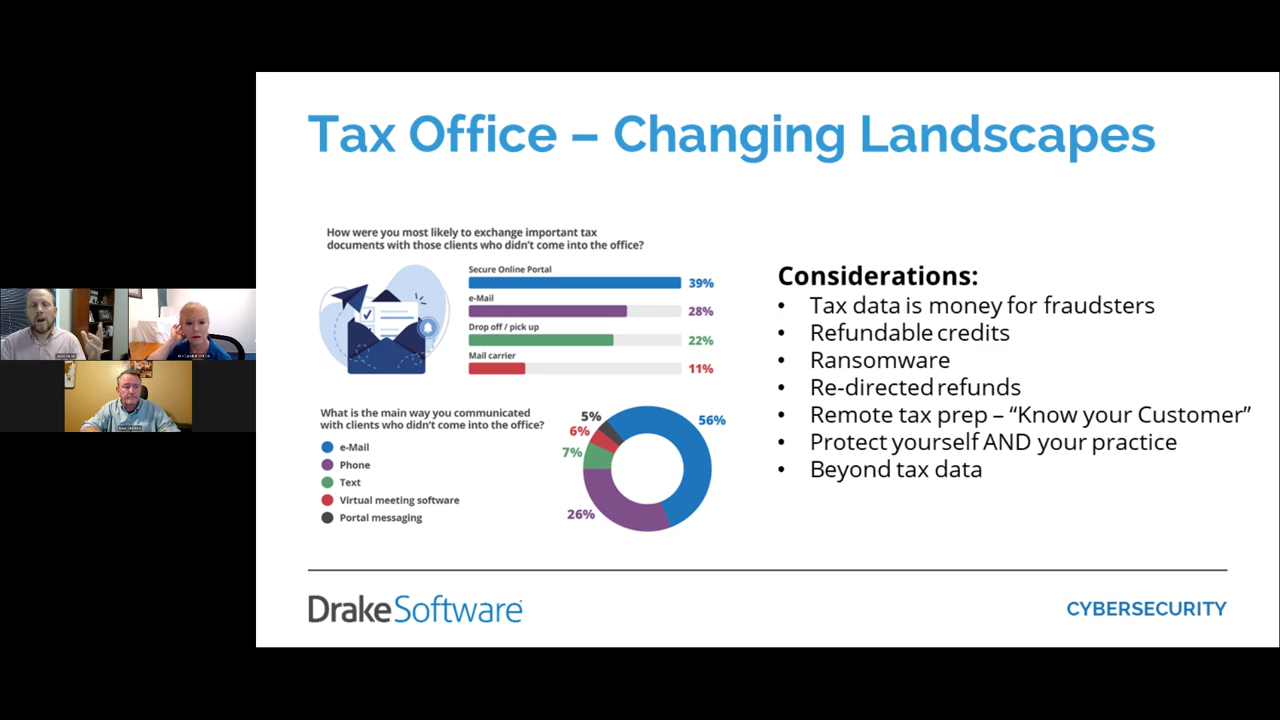 Tax Office – Changing Landscapes
How were you most likely to exchange important tax
documents with those clients who didn't come into the office?
Secure Online Portal
39%
e-Mail
28%
Drop off / pick up
22%
Mail carrier
11%
What is the main way you communicated
with clients who didn't come into the office?
e-Mail
Phone
Text
Virtual meeting software
Portal messaging
5%
6%
7%
26%
56%
Considerations:
• Tax data is money for fraudsters
• Refundable credits
• Ransomware
• Re-directed refunds
• Remote tax prep – “Know your Customer”
• Protect yourself AND your practice
• Beyond tax data
DrakeSoftware
CYBERSECURITY